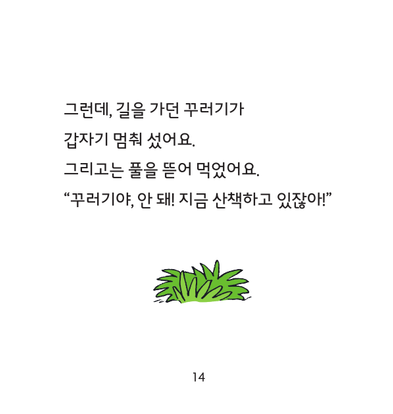 그런데, 길을 가던 꾸러기가
갑자기 멈춰 섰어요.
그리고는 풀을 뜯어 먹었어요.
“꾸러기야, 안 돼! 지금 산책하고 있잖아!”
14